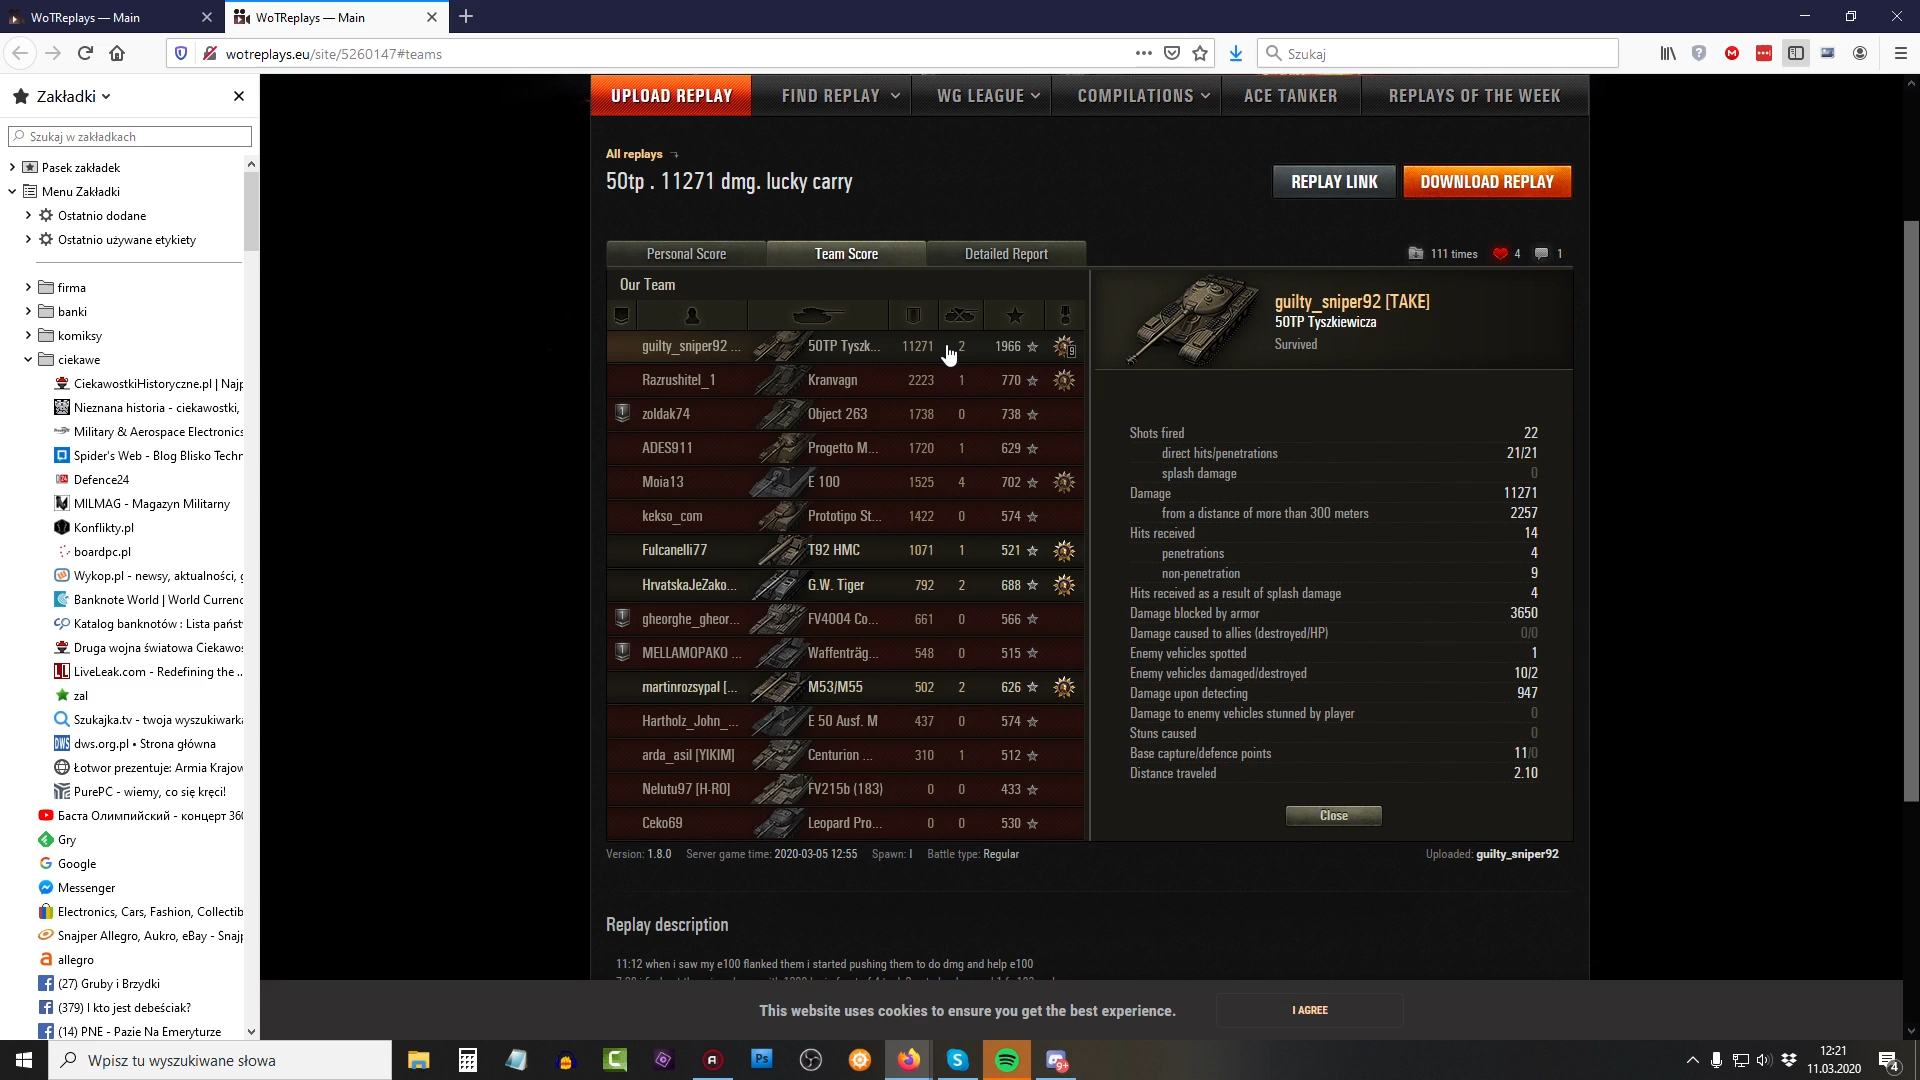 WoTReplays — Main
WoTReplays — Main
wotreplays.eu/site/5260147#teams
Szukaj
Zakładki
Szukaj w zakładkach
Pasek zakładek
Menu Zakładki
Ostatnio dodane
Ostatnio używane etykiety
firma
banki
komiksy
ciekawe
CiekawostkiHistoryczne.pl | Najp
Nieznana historia - ciekawostki,
Military & Aerospace Electronics
Spider's Web - Blog Blisko Techn
Defence24
MILMAG - Magazyn Militarny
Konflikty.pl
boardpc.pl
Wykop.pl - newsy, aktualności, g
Banknote World | World Currenc
Katalog banknotów : Lista państ
Druga wojna światowa Ciekawos
LiveLeak.com - Redefining the ..
zal
Szukajka.tv - twoja wyszukiwarka
dws.org.pl • Strona główna
Łotwor prezentuje: Armia Krajow
PurePC - wiemy, co się kręci!
Баста Олимпийский - концерт 360
Gry
Google
Messenger
Electronics, Cars, Fashion, Collectib
Snajper Allegro, Aukro, eBay - Snajp
allegro
(27) Gruby i Brzydki
(379) I kto jest debeściak?
(14) PNE - Pazie Na Emeryturze
UPLOAD REPLAY FIND REPLAY WG LEAGUE COMPILATIONS ACE TANKER REPLAYS OF THE WEEK
All replays
50tp . 11271 dmg. lucky carry
REPLAY LINK DOWNLOAD REPLAY
Personal Score Team Score Detailed Report
111 times 4 1
Our Team
guilty_sniper92 ... 50TP Tyszk... 11271 2 1966 9
Razrushitel_1 Kranvagn 2223 1 770
1 zoldak74 Object 263 1738 0 738
ADES911 Progetto M... 1720 1 629
Moia13 E 100 1525 4 702
kekso_com Prototipo St... 1422 0 574
Fulcanelli77 T92 HMC 1071 1 521
HrvatskaJeZako... G.W. Tiger 792 2 688
1 gheorghe_gheor... FV4004 Co... 661 0 566
1 MELLAMOPAKO ... Waffenträg... 548 0 515
martinrozsypal [... M53/M55 502 2 626
Hartholz_John_... E 50 Ausf. M 437 0 574
arda_asil [YIKIM] Centurion ... 310 1 512
Nelutu97 [H-RO] FV215b (183) 0 0 433
Ceko69 Leopard Pro... 0 0 530
guilty_sniper92 [TAKE]
50TP Tyszkiewicza
Survived
Shots fired 22
direct hits/penetrations 21/21
splash damage 0
Damage 11271
from a distance of more than 300 meters 2257
Hits received 14
penetrations 4
non-penetration 9
Hits received as a result of splash damage 4
Damage blocked by armor 3650
Damage caused to allies (destroyed/HP) 0/0
Enemy vehicles spotted 1
Enemy vehicles damaged/destroyed 10/2
Damage upon detecting 947
Damage to enemy vehicles stunned by player 0
Stuns caused 0
Base capture/defence points 11/0
Distance traveled 2.10
Close
Version: 1.8.0 Server game time: 2020-03-05 12:55 Spawn: I Battle type: Regular Uploaded: guilty_sniper92
Replay description
11:12 when i saw my e100 flanked them i started pushing them to do dmg and help e100
This website uses cookies to ensure you get the best experience.
I AGREE
Wpisz tu wyszukiwane słowa
Ps
9+
12:21
11.03.2020
4